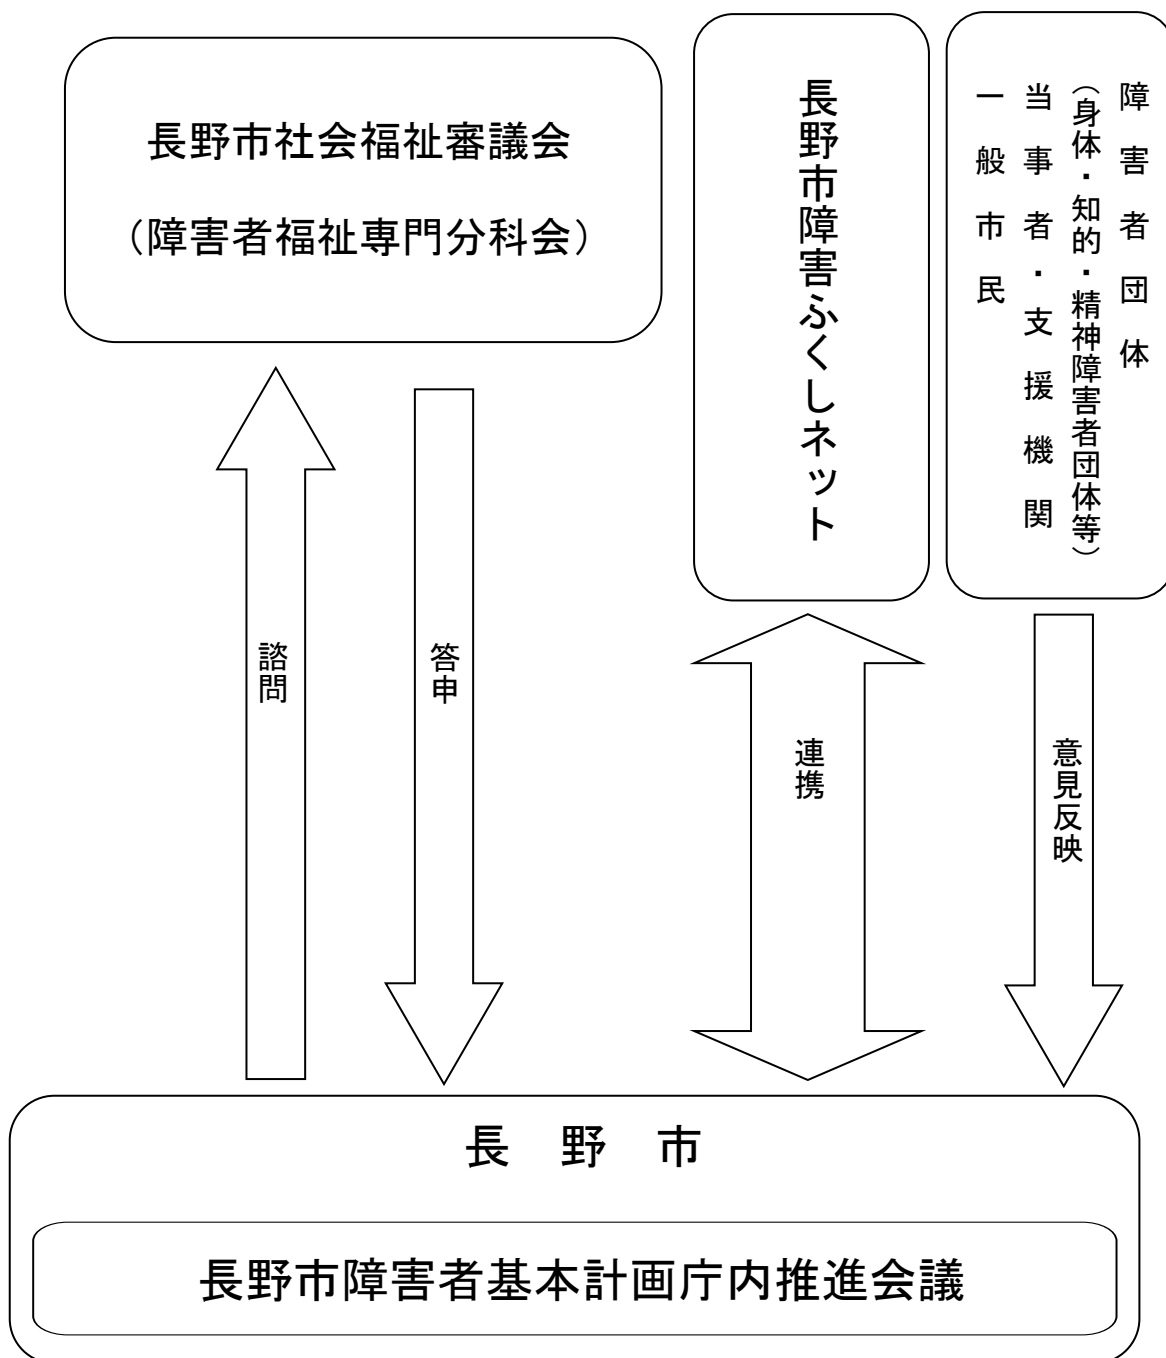 長野市社会福祉審議会
（障害者福祉専門分科会）
長野市障害ふくしネット
障害者団体
（身体・知的・精神障害者団体等）
当事者・支援機関
一般市民
諮問
答申
連携
意見反映
長　野　市
長野市障害者基本計画庁内推進会議